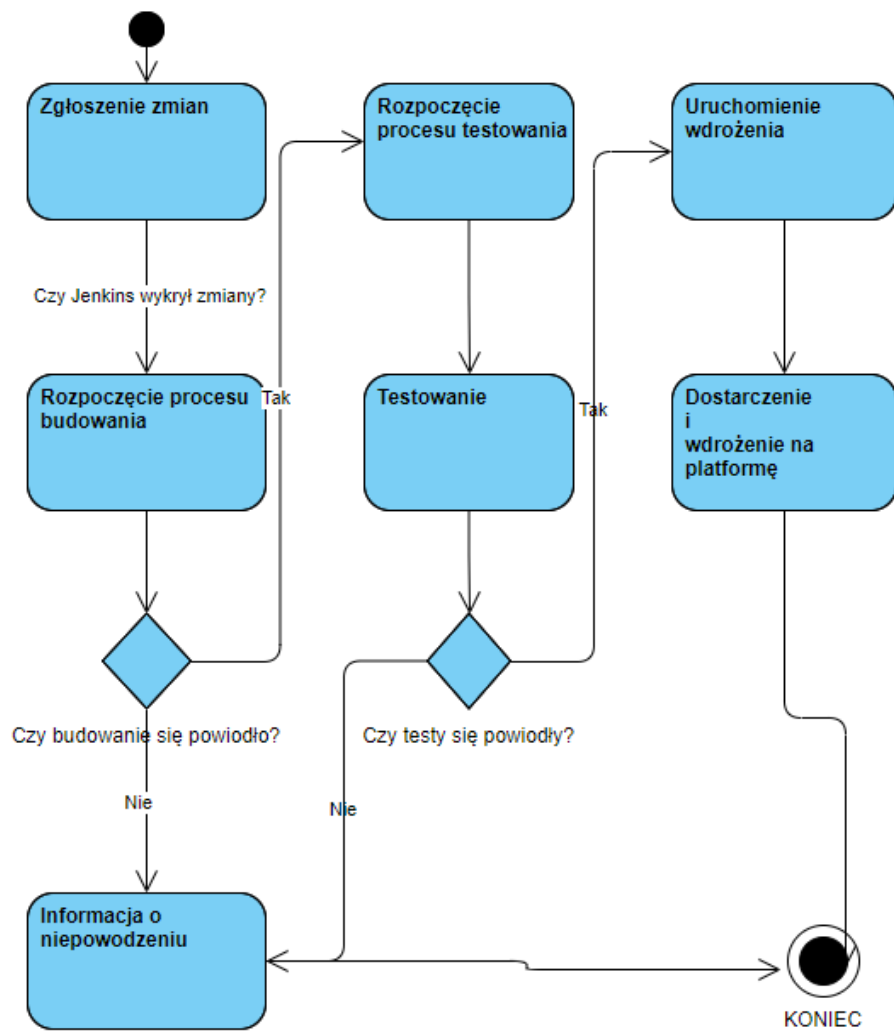 Zgłoszenie zmian
Rozpoczęcie
procesu testowania
Uruchomienie
wdrożenia
Czy Jenkins wykrył zmiany?
Rozpoczęcie procesu
budowania
Tak
Testowanie
Tak
Dostarczenie
i
wdrożenie na
platformę
Czy budowanie się powiodło?
Czy testy się powiodły?
Nie
Nie
Informacja o
niepowodzeniu
KONIEC